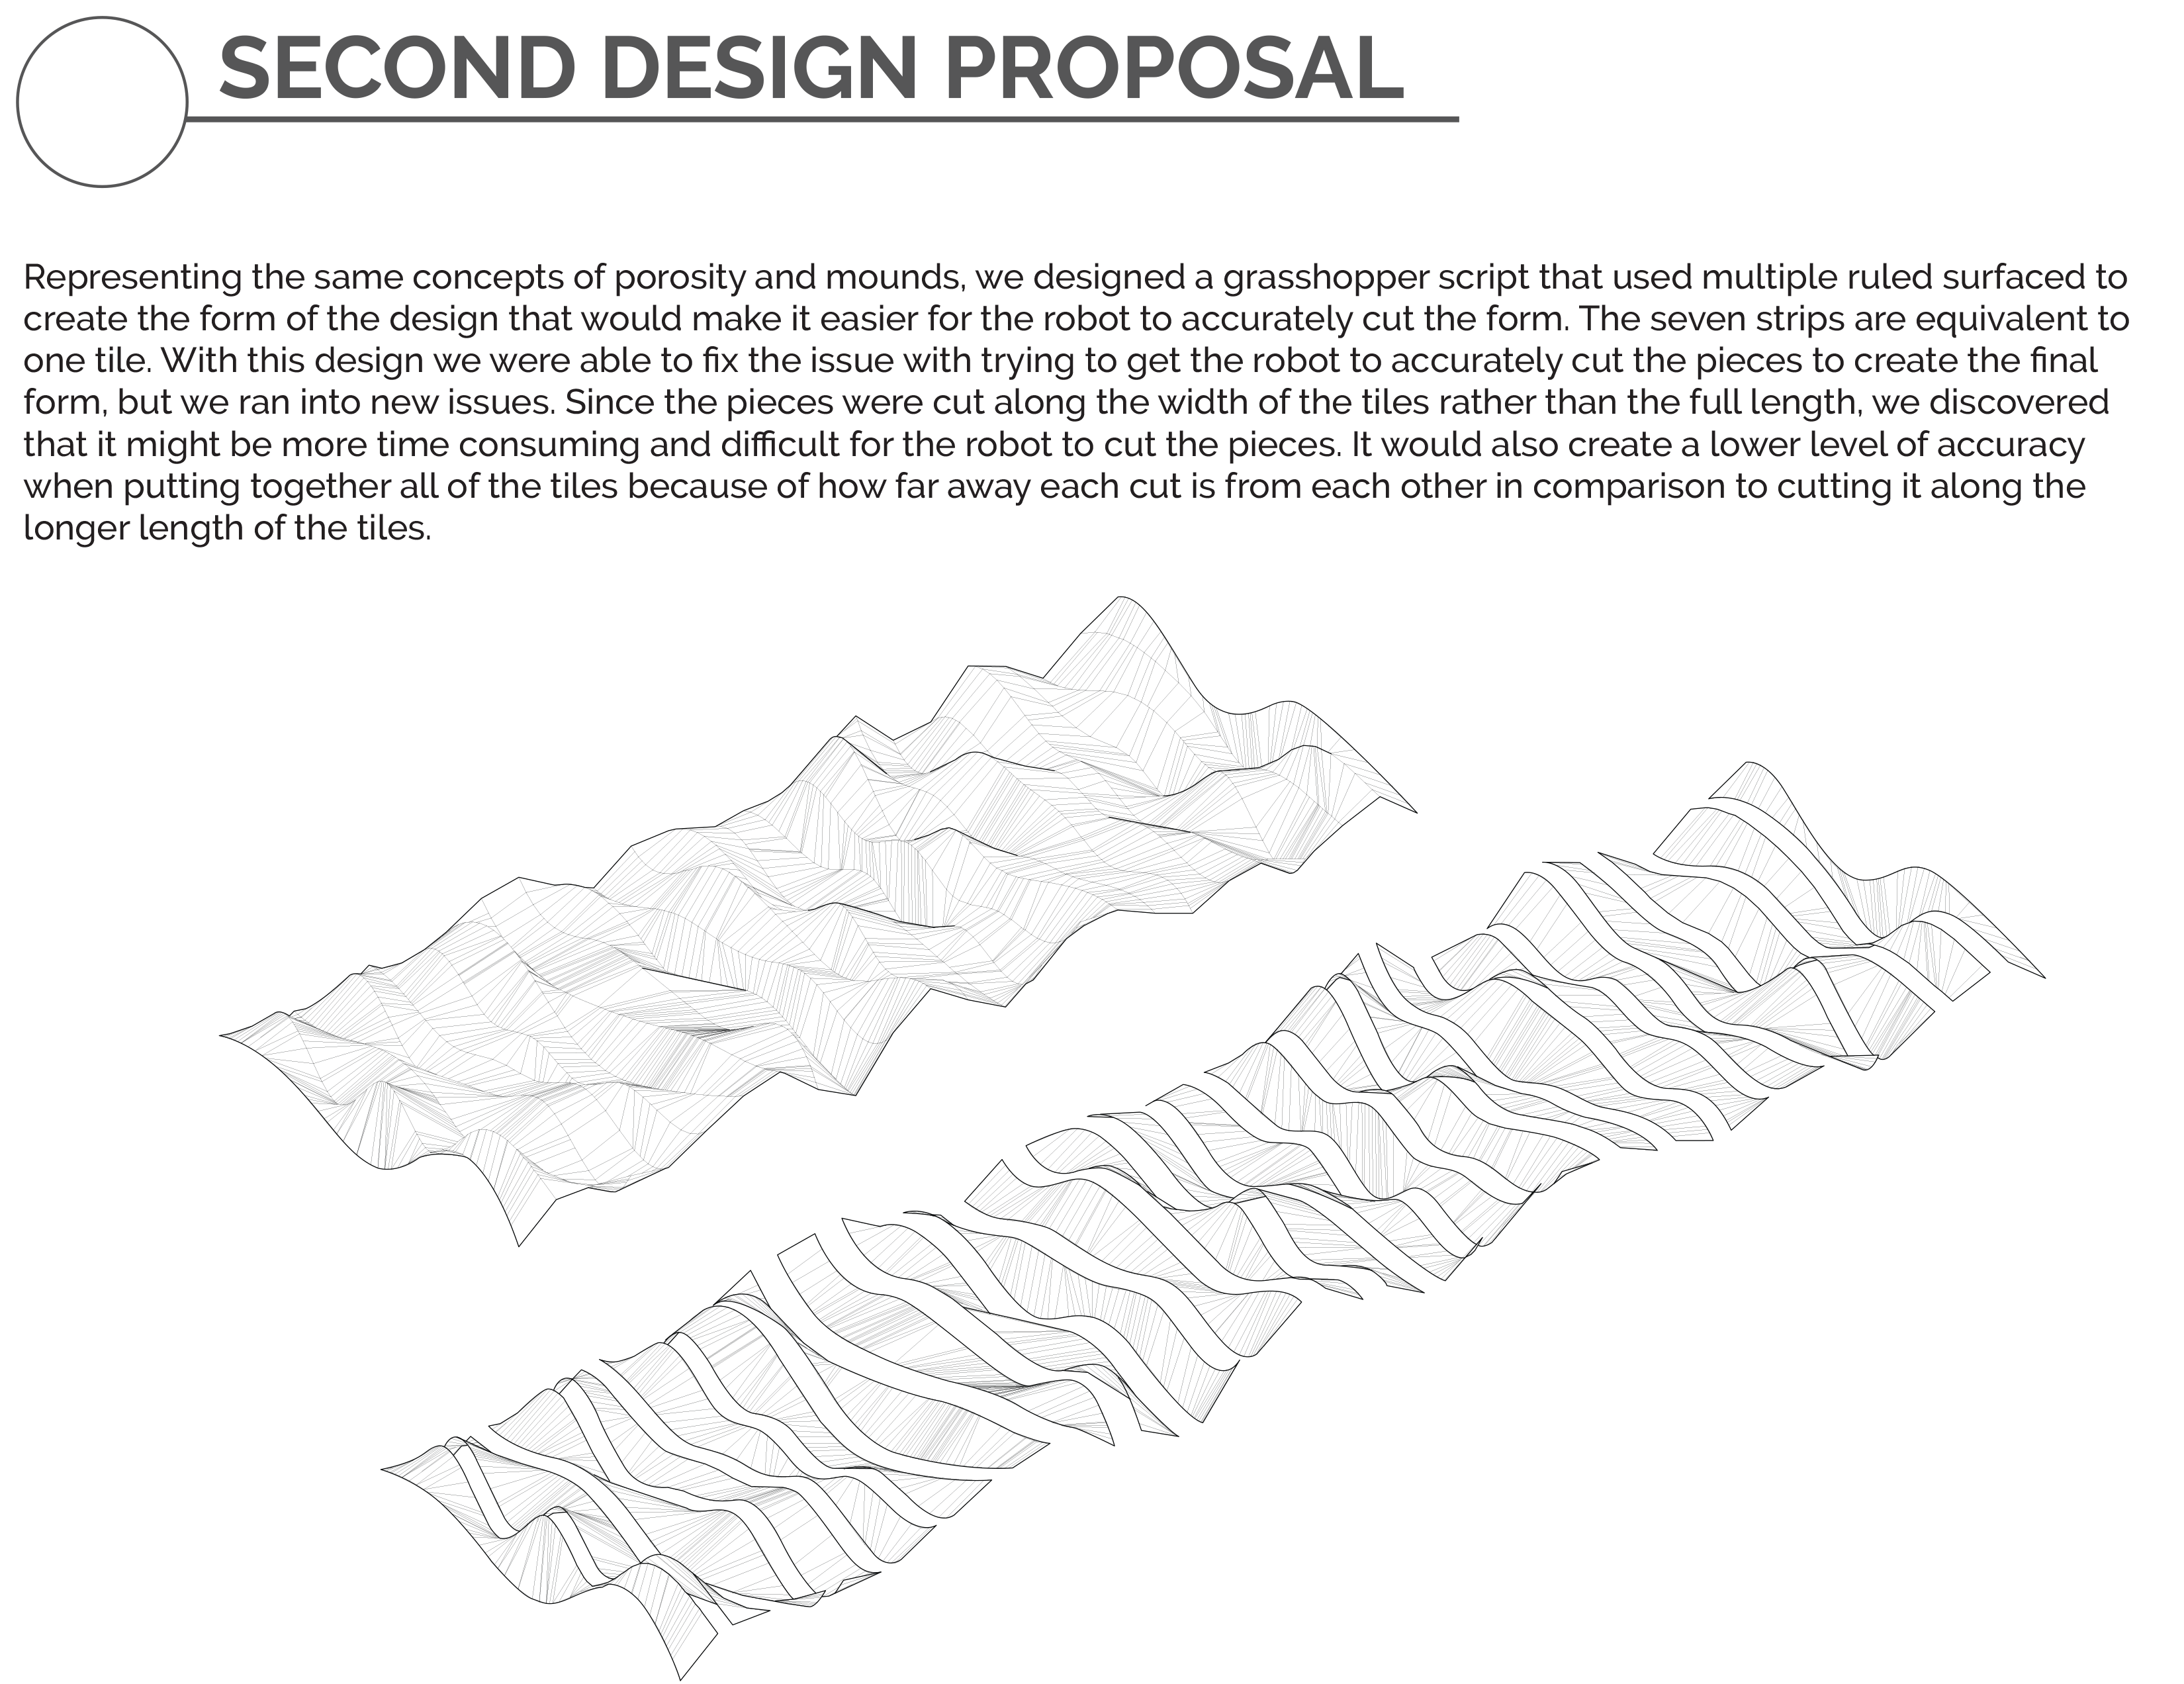 SECOND DESIGN PROPOSAL
Representing the same concepts of porosity and mounds, we designed a grasshopper script that used multiple ruled surfaced to
create the form of the design that would make it easier for the robot to accurately cut the form. The seven strips are equivalent to
one tile. With this design we were able to fix the issue with trying to get the robot to accurately cut the pieces to create the final
form, but we ran into new issues. Since the pieces were cut along the width of the tiles rather than the full length, we discovered
that it might be more time consuming and difficult for the robot to cut the pieces. It would also create a lower level of accuracy
when putting together all of the tiles because of how far away each cut is from each other in comparison to cutting it along the
longer length of the tiles.